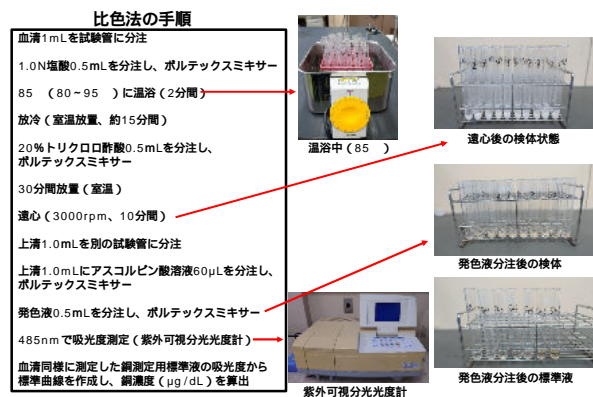 比色法の手順
血清1mLを試験管に分注
1.0N塩酸0.5mLを分注し、ボルテックスミキサー
85　（80～95　）に温浴（2分間）
放冷（室温放置、約15分間）
20%トリクロロ酢酸0.5mLを分注し、
ボルテックスミキサー
30分間放置（室温）
遠心（3000rpm、10分間）
上清1.0mLを別の試験管に分注
上清1.0mLにアスコルビン酸溶液60μLを分注し、
ボルテックスミキサー
発色液0.5mLを分注し、ボルテックスミキサー
485nmで吸光度測定（紫外可視分光光度計）
血清同様に測定した銅測定用標準液の吸光度から
標準曲線を作成し、銅濃度（μg/dL）を算出
温浴中（85　）
遠心後の検体状態
発色液分注後の検体
発色液分注後の標準液
紫外可視分光光度計